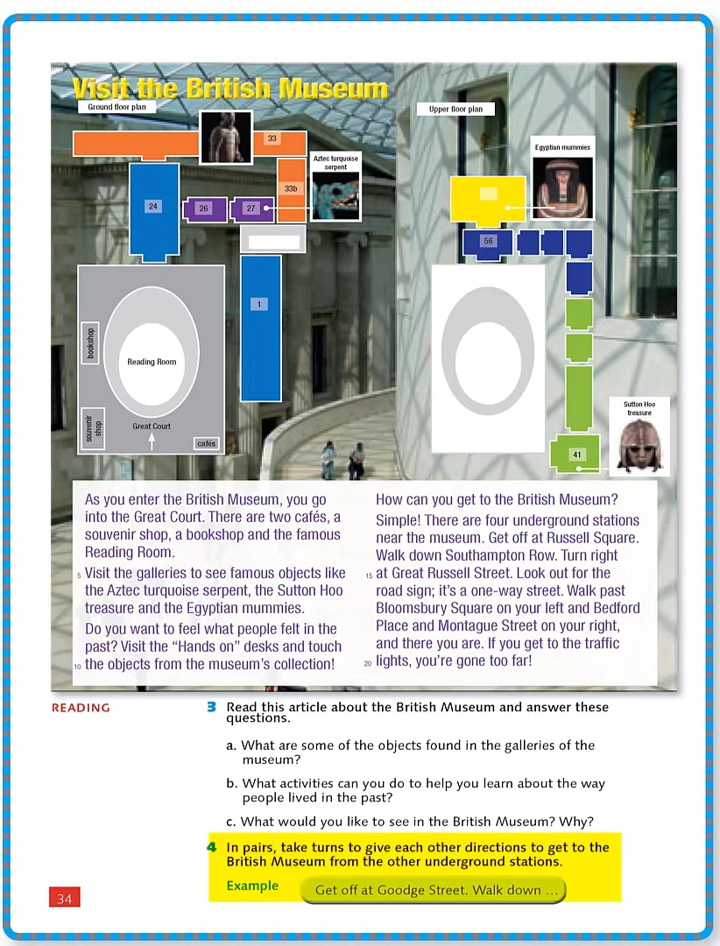 Visit the British Museum
Ground floor plan
33
33b
Aztec turquoise
serpent
24
26
27
1
bookshop
Reading Room
souvenir
shop
Great Court
cafés
Upper floor plan
Egyptian mummies
56
Sutton Hoo
treasure
41
As you enter the British Museum, you go
into the Great Court. There are two cafés, a
souvenir shop, a bookshop and the famous
Reading Room.
5 Visit the galleries to see famous objects like
the Aztec turquoise serpent, the Sutton Hoo
treasure and the Egyptian mummies.
Do you want to feel what people felt in the
past? Visit the “Hands on” desks and touch
10 the objects from the museum’s collection!
How can you get to the British Museum?
Simple! There are four underground stations
near the museum. Get off at Russell Square.
Walk down Southampton Row. Turn right
15 at Great Russell Street. Look out for the
road sign; it’s a one-way street. Walk past
Bloomsbury Square on your left and Bedford
Place and Montague Street on your right,
and there you are. If you get to the traffic
20 lights, you’re gone too far!
READING
3 Read this article about the British Museum and answer these
questions.
a. What are some of the objects found in the galleries of the
museum?
b. What activities can you do to help you learn about the way
people lived in the past?
c. What would you like to see in the British Museum? Why?
4 In pairs, take turns to give each other directions to get to the
British Museum from the other underground stations.
Example Get off at Goodge Street. Walk down ...
34